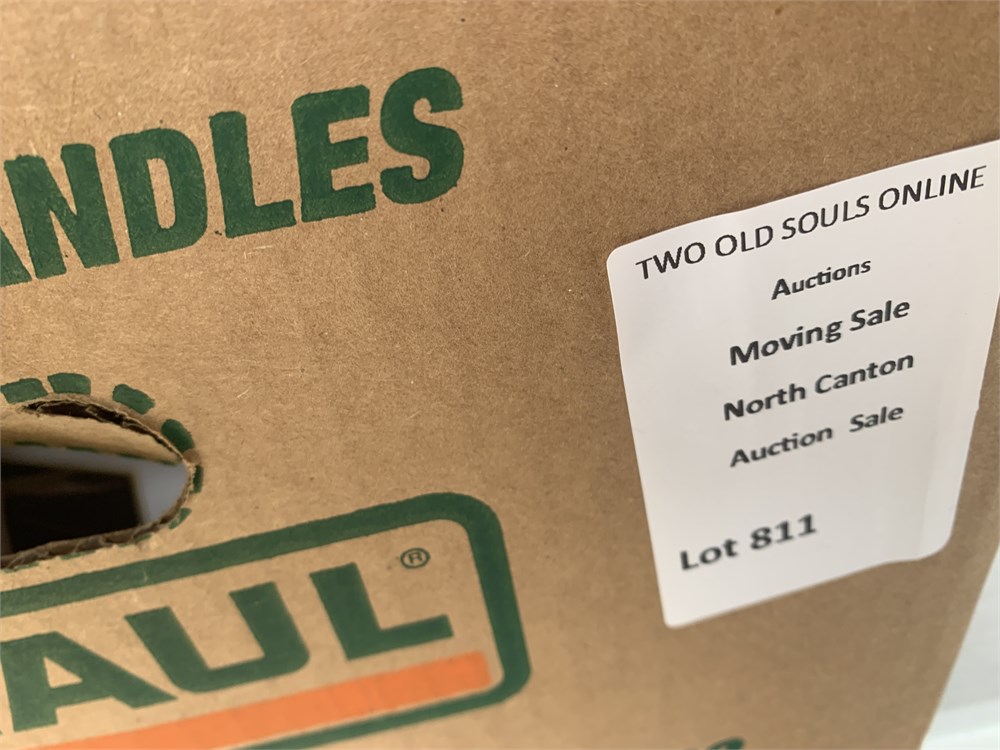 ANDLES
TWO OLD SOULS ONLINE
Auctions
Moving Sale
North Canton
Auction Sale
Lot 811
AUL®